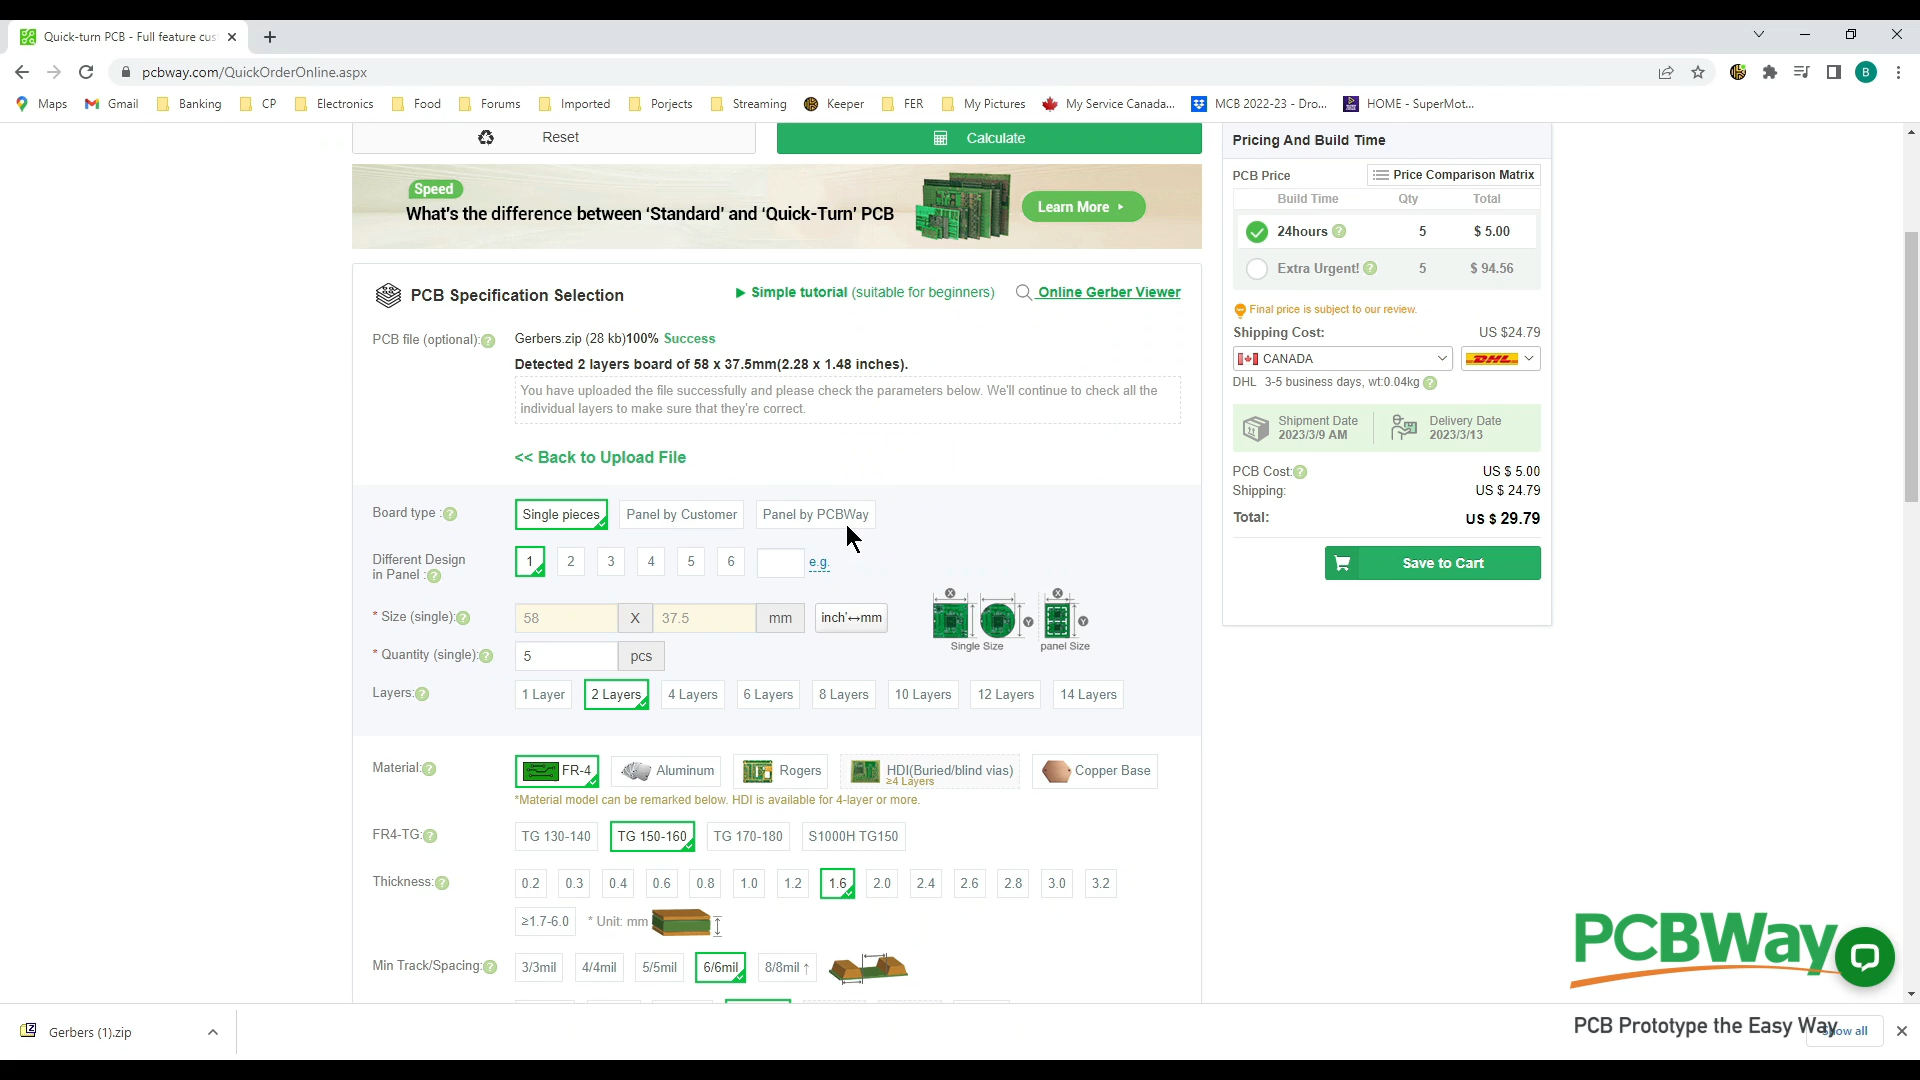 Quick-turn PCB - Full feature cus
pcbway.com/QuickOrderOnline.aspx
B
Maps Gmail Banking CP Electronics Food Forums Imported Porjects Streaming Keeper FER My Pictures My Service Canada... MCB 2022-23 - Dro... HOME - SuperMot...
Reset
Calculate
Speed
What's the difference between ‘Standard’ and ‘Quick-Turn’ PCB
Learn More
PCB Specification Selection
Simple tutorial (suitable for beginners)
Online Gerber Viewer
PCB file (optional):?
Gerbers.zip (28 kb)100% Success
Detected 2 layers board of 58 x 37.5mm(2.28 x 1.48 inches).
You have uploaded the file successfully and please check the parameters below. We'll continue to check all the
individual layers to make sure that they're correct.
<< Back to Upload File
Board type :? Single pieces Panel by Customer Panel by PCBWay
Different Design
in Panel :? 1 2 3 4 5 6 e.g.
* Size (single):? 58 X 37.5 mm inch'↔mm
X X Y Y
Single Size panel Size
* Quantity (single):? 5 pcs
Layers:? 1 Layer 2 Layers 4 Layers 6 Layers 8 Layers 10 Layers 12 Layers 14 Layers
Material:? FR-4 Aluminum Rogers HDI(Buried/blind vias) Copper Base
≥4 Layers
*Material model can be remarked below. HDI is available for 4-layer or more.
FR4-TG:? TG 130-140 TG 150-160 TG 170-180 S1000H TG150
Thickness:? 0.2 0.3 0.4 0.6 0.8 1.0 1.2 1.6 2.0 2.4 2.6 2.8 3.0 3.2
≥1.7-6.0 * Unit: mm
Min Track/Spacing:? 3/3mil 4/4mil 5/5mil 6/6mil 8/8mil ↑
Pricing And Build Time
PCB Price Price Comparison Matrix
Build Time Qty Total
24hours ? 5 $ 5.00
Extra Urgent! ? 5 $ 94.56
Final price is subject to our review.
Shipping Cost: US $24.79
CANADA DHL
DHL 3-5 business days, wt:0.04kg ?
Shipment Date Delivery Date
2023/3/9 AM 2023/3/13
PCB Cost:? US $ 5.00
Shipping: US $ 24.79
Total: US $ 29.79
Save to Cart
PCBWay
PCB Prototype the Easy Way
Gerbers (1).zip
Show all